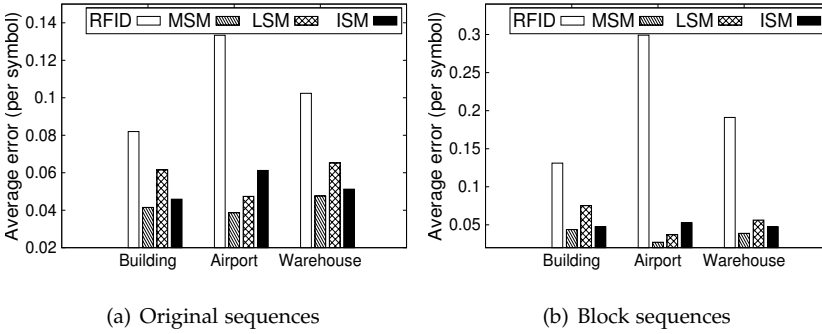 RFID MSM LSM ISM
Average error (per symbol)
0.14
0.12
0.1
0.08
0.06
0.04
0.02
Building Airport Warehouse
(a) Original sequences
RFID MSM LSM ISM
Average error (per symbol)
0.3
0.25
0.2
0.15
0.1
0.05
Building Airport Warehouse
(b) Block sequences